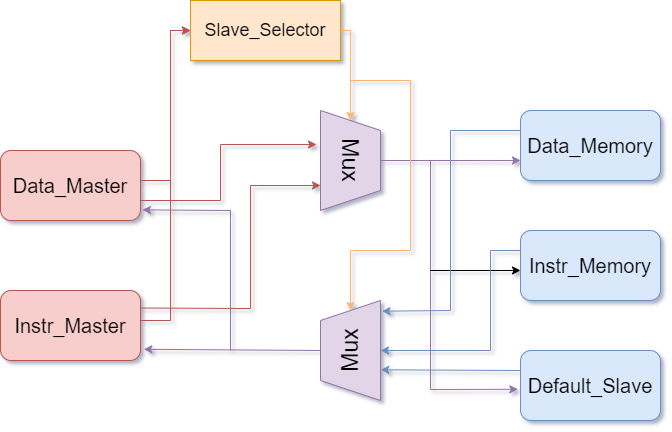 Slave_Selector
Data_Master
Mux
Data_Memory
Instr_Memory
Instr_Master
Mux
Default_Slave